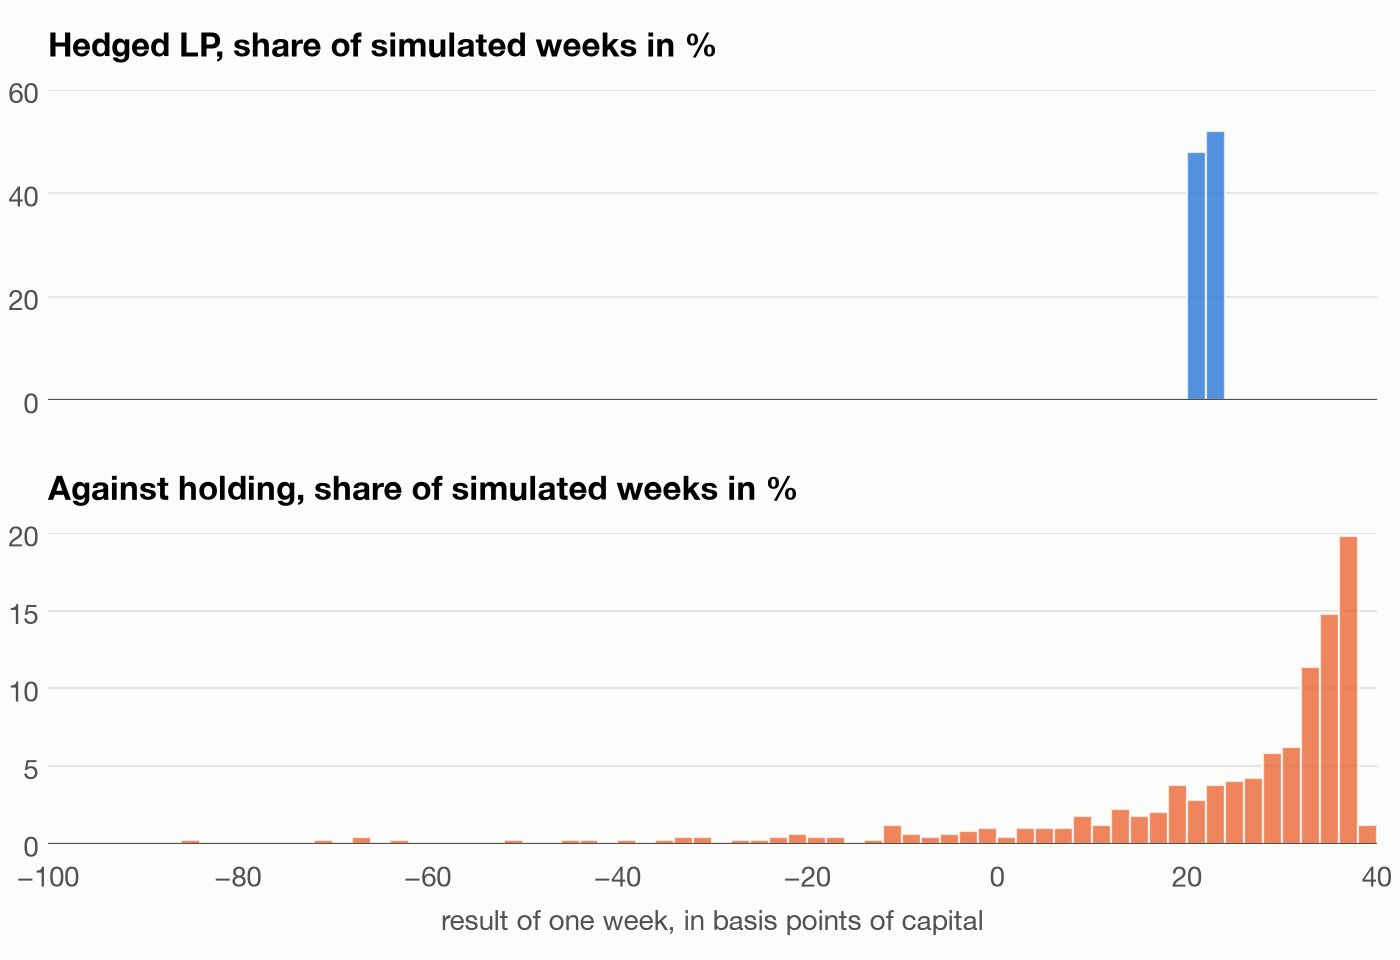 Hedged LP, share of simulated weeks in %
60
40
20
0
Against holding, share of simulated weeks in %
20
15
10
5
0
−100 −80 −60 −40 −20 0 20 40
result of one week, in basis points of capital